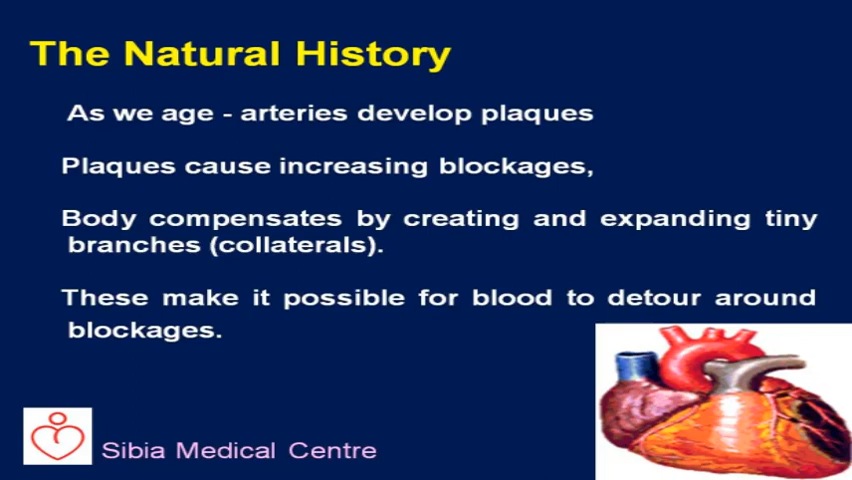 The Natural History
As we age - arteries develop plaques
Plaques cause increasing blockages,
Body compensates by creating and expanding tiny
branches (collaterals).
These make it possible for blood to detour around
blockages.
Sibia Medical Centre